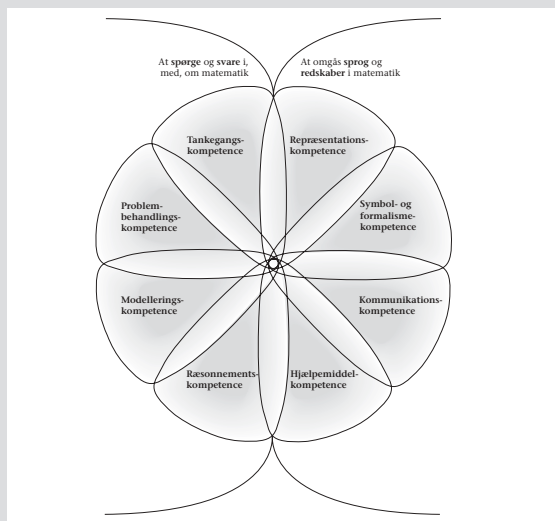 At spørge og svare i,
med, om matematik
At omgås sprog og
redskaber i matematik
Tankegangs-
kompetence
Repræsentations-
kompetence
Problem-
behandlings-
kompetence
Symbol- og
formalisme-
kompetence
Modellerings-
kompetence
Kommunikations-
kompetence
Ræsonnements-
kompetence
Hjælpemiddel-
kompetence